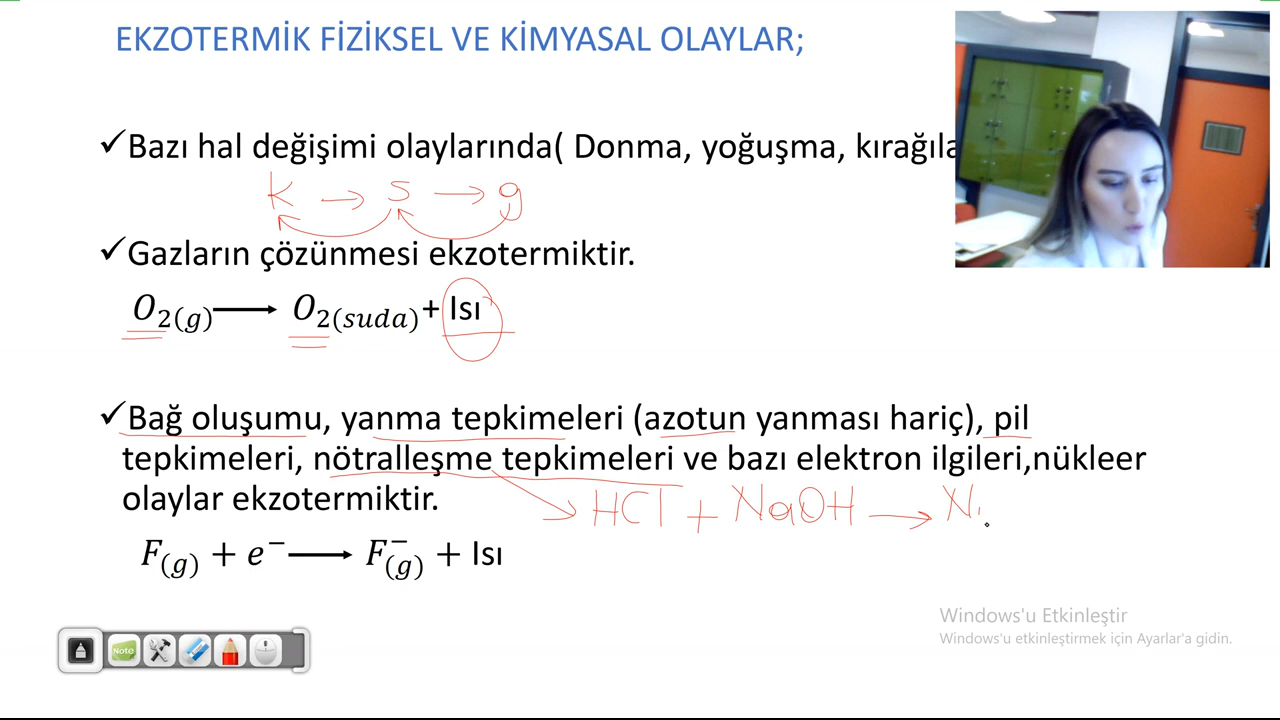 EKZOTERMİK FİZİKSEL VE KİMYASAL OLAYLAR;
✓Bazı hal değişimi olaylarında( Donma, yoğuşma, kırağıla
k → s → g
✓Gazların çözünmesi ekzotermiktir.
O₂(g) ⟶ O₂(suda) + Isı
✓Bağ oluşumu, yanma tepkimeleri (azotun yanması hariç), pil
tepkimeleri, nötralleşme tepkimeleri ve bazı elektron ilgileri,nükleer
olaylar ekzotermiktir.
HCl + NaOH → N
F(g) + e⁻ ⟶ F⁻(g) + Isı
Windows'u Etkinleştir
Windows'u etkinleştirmek için Ayarlar'a gidin.
Note